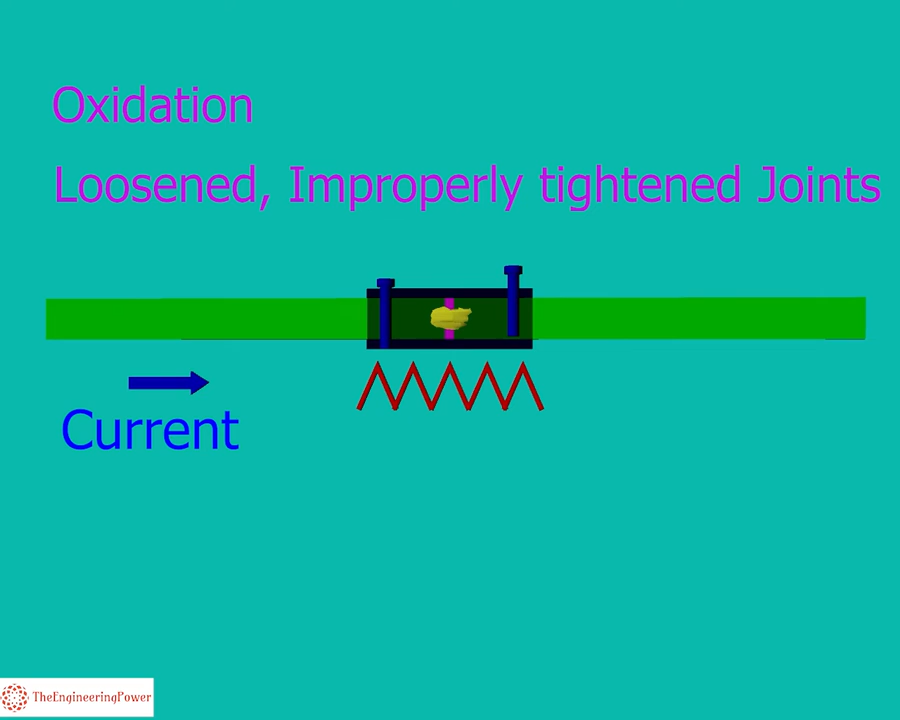 Oxidation
Loosened, Improperly tightened Joints
Current
TheEngineeringPower